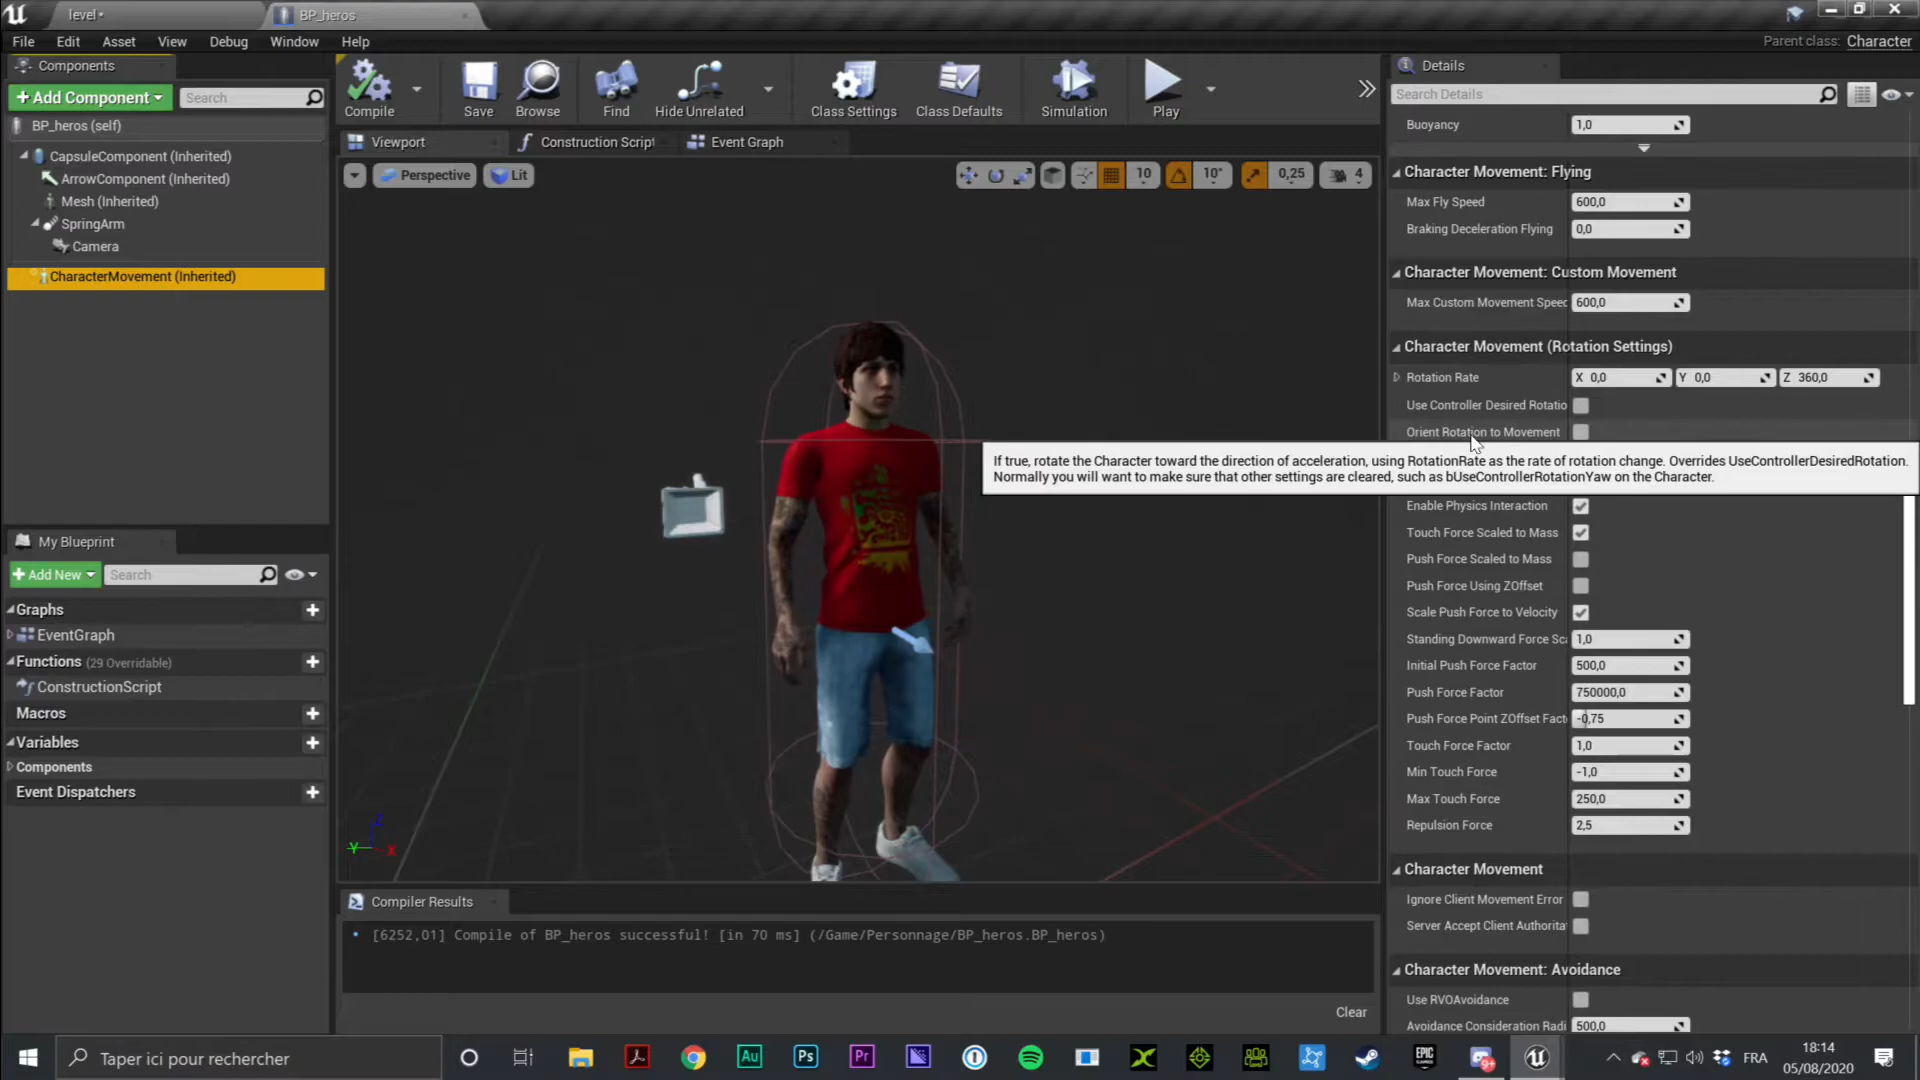 level•
BP_heros
File Edit Asset View Debug Window Help
Parent class: Character
Components
+Add Component
Search
BP_heros (self)
CapsuleComponent (Inherited)
ArrowComponent (Inherited)
Mesh (Inherited)
SpringArm
Camera
CharacterMovement (Inherited)
Compile
Save
Browse
Find
Hide Unrelated
Class Settings
Class Defaults
Simulation
Play
Viewport
Construction Script
Event Graph
Perspective
Lit
10
10°
0,25
4
My Blueprint
+Add New
Search
Graphs
EventGraph
Functions (29 Overridable)
ConstructionScript
Macros
Variables
Components
Event Dispatchers
Z
Y
X
Compiler Results
• [6252,01] Compile of BP_heros successful! [in 70 ms] (/Game/Personnage/BP_heros.BP_heros)
Clear
Details
Search Details
Buoyancy 1,0
Character Movement: Flying
Max Fly Speed 600,0
Braking Deceleration Flying 0,0
Character Movement: Custom Movement
Max Custom Movement Speec 600,0
Character Movement (Rotation Settings)
Rotation Rate X 0,0 Y 0,0 Z 360,0
Use Controller Desired Rotatio
Orient Rotation to Movement
If true, rotate the Character toward the direction of acceleration, using RotationRate as the rate of rotation change. Overrides UseControllerDesiredRotation.
Normally you will want to make sure that other settings are cleared, such as bUseControllerRotationYaw on the Character.
Enable Physics Interaction
Touch Force Scaled to Mass
Push Force Scaled to Mass
Push Force Using ZOffset
Scale Push Force to Velocity
Standing Downward Force Sca 1,0
Initial Push Force Factor 500,0
Push Force Factor 750000,0
Push Force Point ZOffset Fact -0,75
Touch Force Factor 1,0
Min Touch Force -1,0
Max Touch Force 250,0
Repulsion Force 2,5
Character Movement
Ignore Client Movement Error
Server Accept Client Authorita
Character Movement: Avoidance
Use RVOAvoidance
Avoidance Consideration Radi 500,0
Taper ici pour rechercher
Au
Ps
Pr
EPIC
GAMES
9+
FRA
18:14
05/08/2020